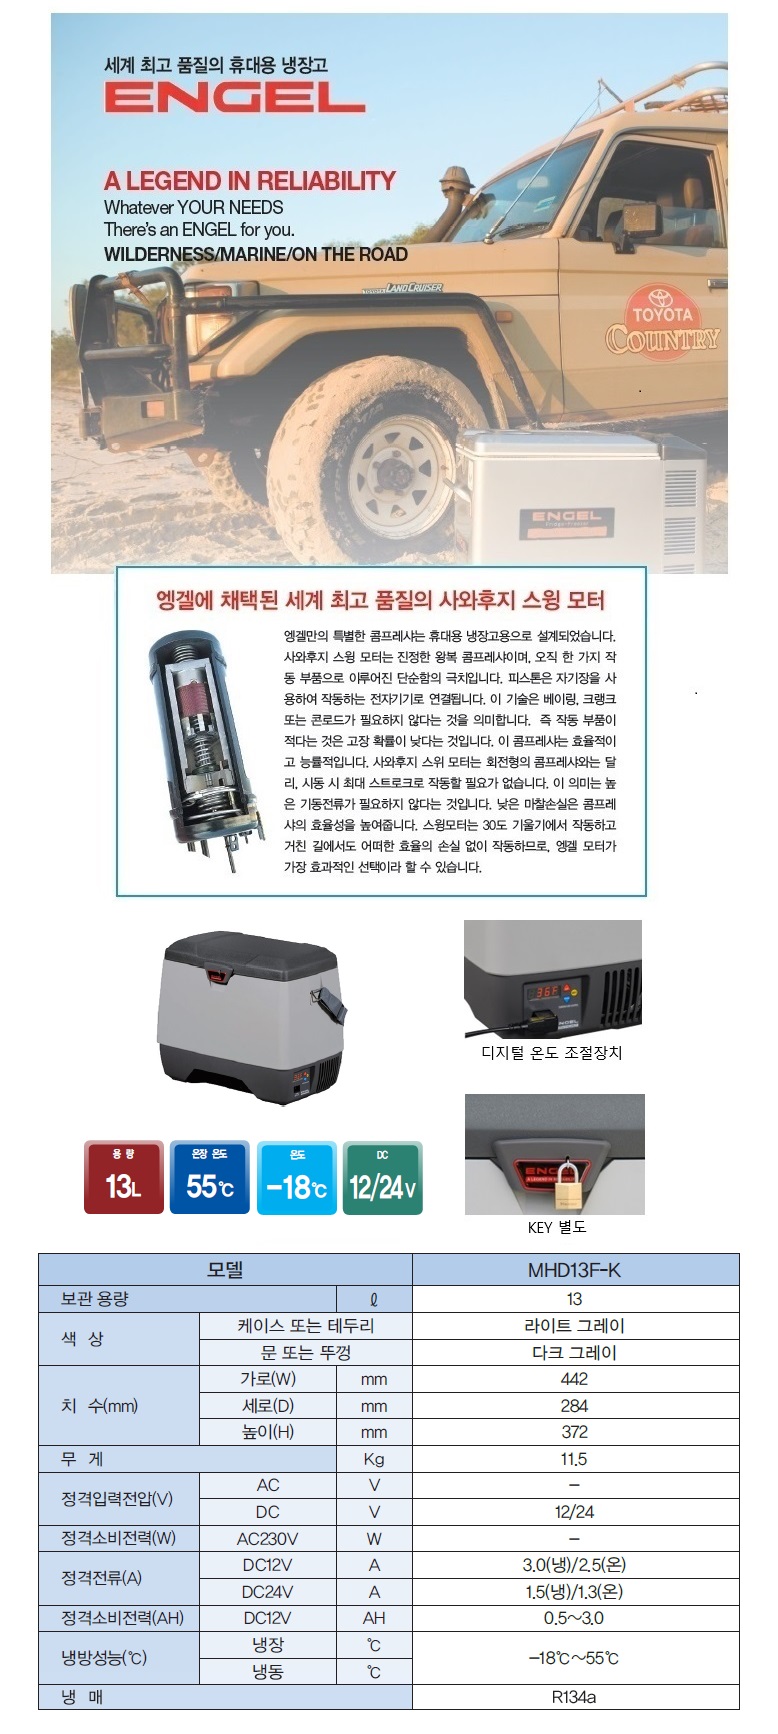 세계 최고 품질의 휴대용 냉장고
ENGEL
A LEGEND IN RELIABILITY
Whatever YOUR NEEDS
There's an ENGEL for you.
WILDERNESS/MARINE/ON THE ROAD
TOYOTA LANDCRUISER
TOYOTA
COUNTRY
ENGEL
엥겔에 채택된 세계 최고 품질의 사와후지 스윙 모터
엥겔만의 특별한 콤프레샤는 휴대용 냉장고용으로 설계되었습니다.
사와후지 스윙 모터는 진정한 왕복 콤프레샤이며, 오직 한 가지 작
동 부품으로 이루어진 단순함의 극치입니다. 피스톤은 자기장을 사
용하여 작동하는 전자기기로 연결됩니다. 이 기술은 베이링, 크랭크
또는 콘로드가 필요하지 않다는 것을 의미합니다. 즉 작동 부품이
적다는 것은 고장 확률이 낮다는 것입니다. 이 콤프레샤는 효율적이
고 능률적입니다. 사와후지 스위 모터는 회전형의 콤프레샤와는 달
리, 시동 시 최대 스트로크로 작동할 필요가 없습니다. 이 의미는 높
은 기동전류가 필요하지 않다는 것입니다. 낮은 마찰손실은 콤프레
샤의 효율성을 높여줍니다. 스윙모터는 30도 기울기에서 작동하고
거친 길에서도 어떠한 효율의 손실 없이 작동하므로, 엥겔 모터가
가장 효과적인 선택이라 할 수 있습니다.
36F
ENGEL
디지털 온도 조절장치
ENGEL
A LEGEND IN RELIABILITY
KEY 별도
용 량
13L
온장 온도
55℃
온도
-18℃
DC
12/24V
모델 MHD13F-K
보관 용량 ℓ 13
색 상 케이스 또는 테두리 라이트 그레이
문 또는 뚜껑 다크 그레이
치 수(mm) 가로(W) mm 442
세로(D) mm 284
높이(H) mm 372
무 게 Kg 11.5
정격입력전압(V) AC V –
DC V 12/24
정격소비전력(W) AC230V W –
정격전류(A) DC12V A 3.0(냉)/2.5(온)
DC24V A 1.5(냉)/1.3(온)
정격소비전력(AH) DC12V AH 0.5~3.0
냉방성능(℃) 냉장 ℃ -18℃~55℃
냉동 ℃
냉 매 R134a